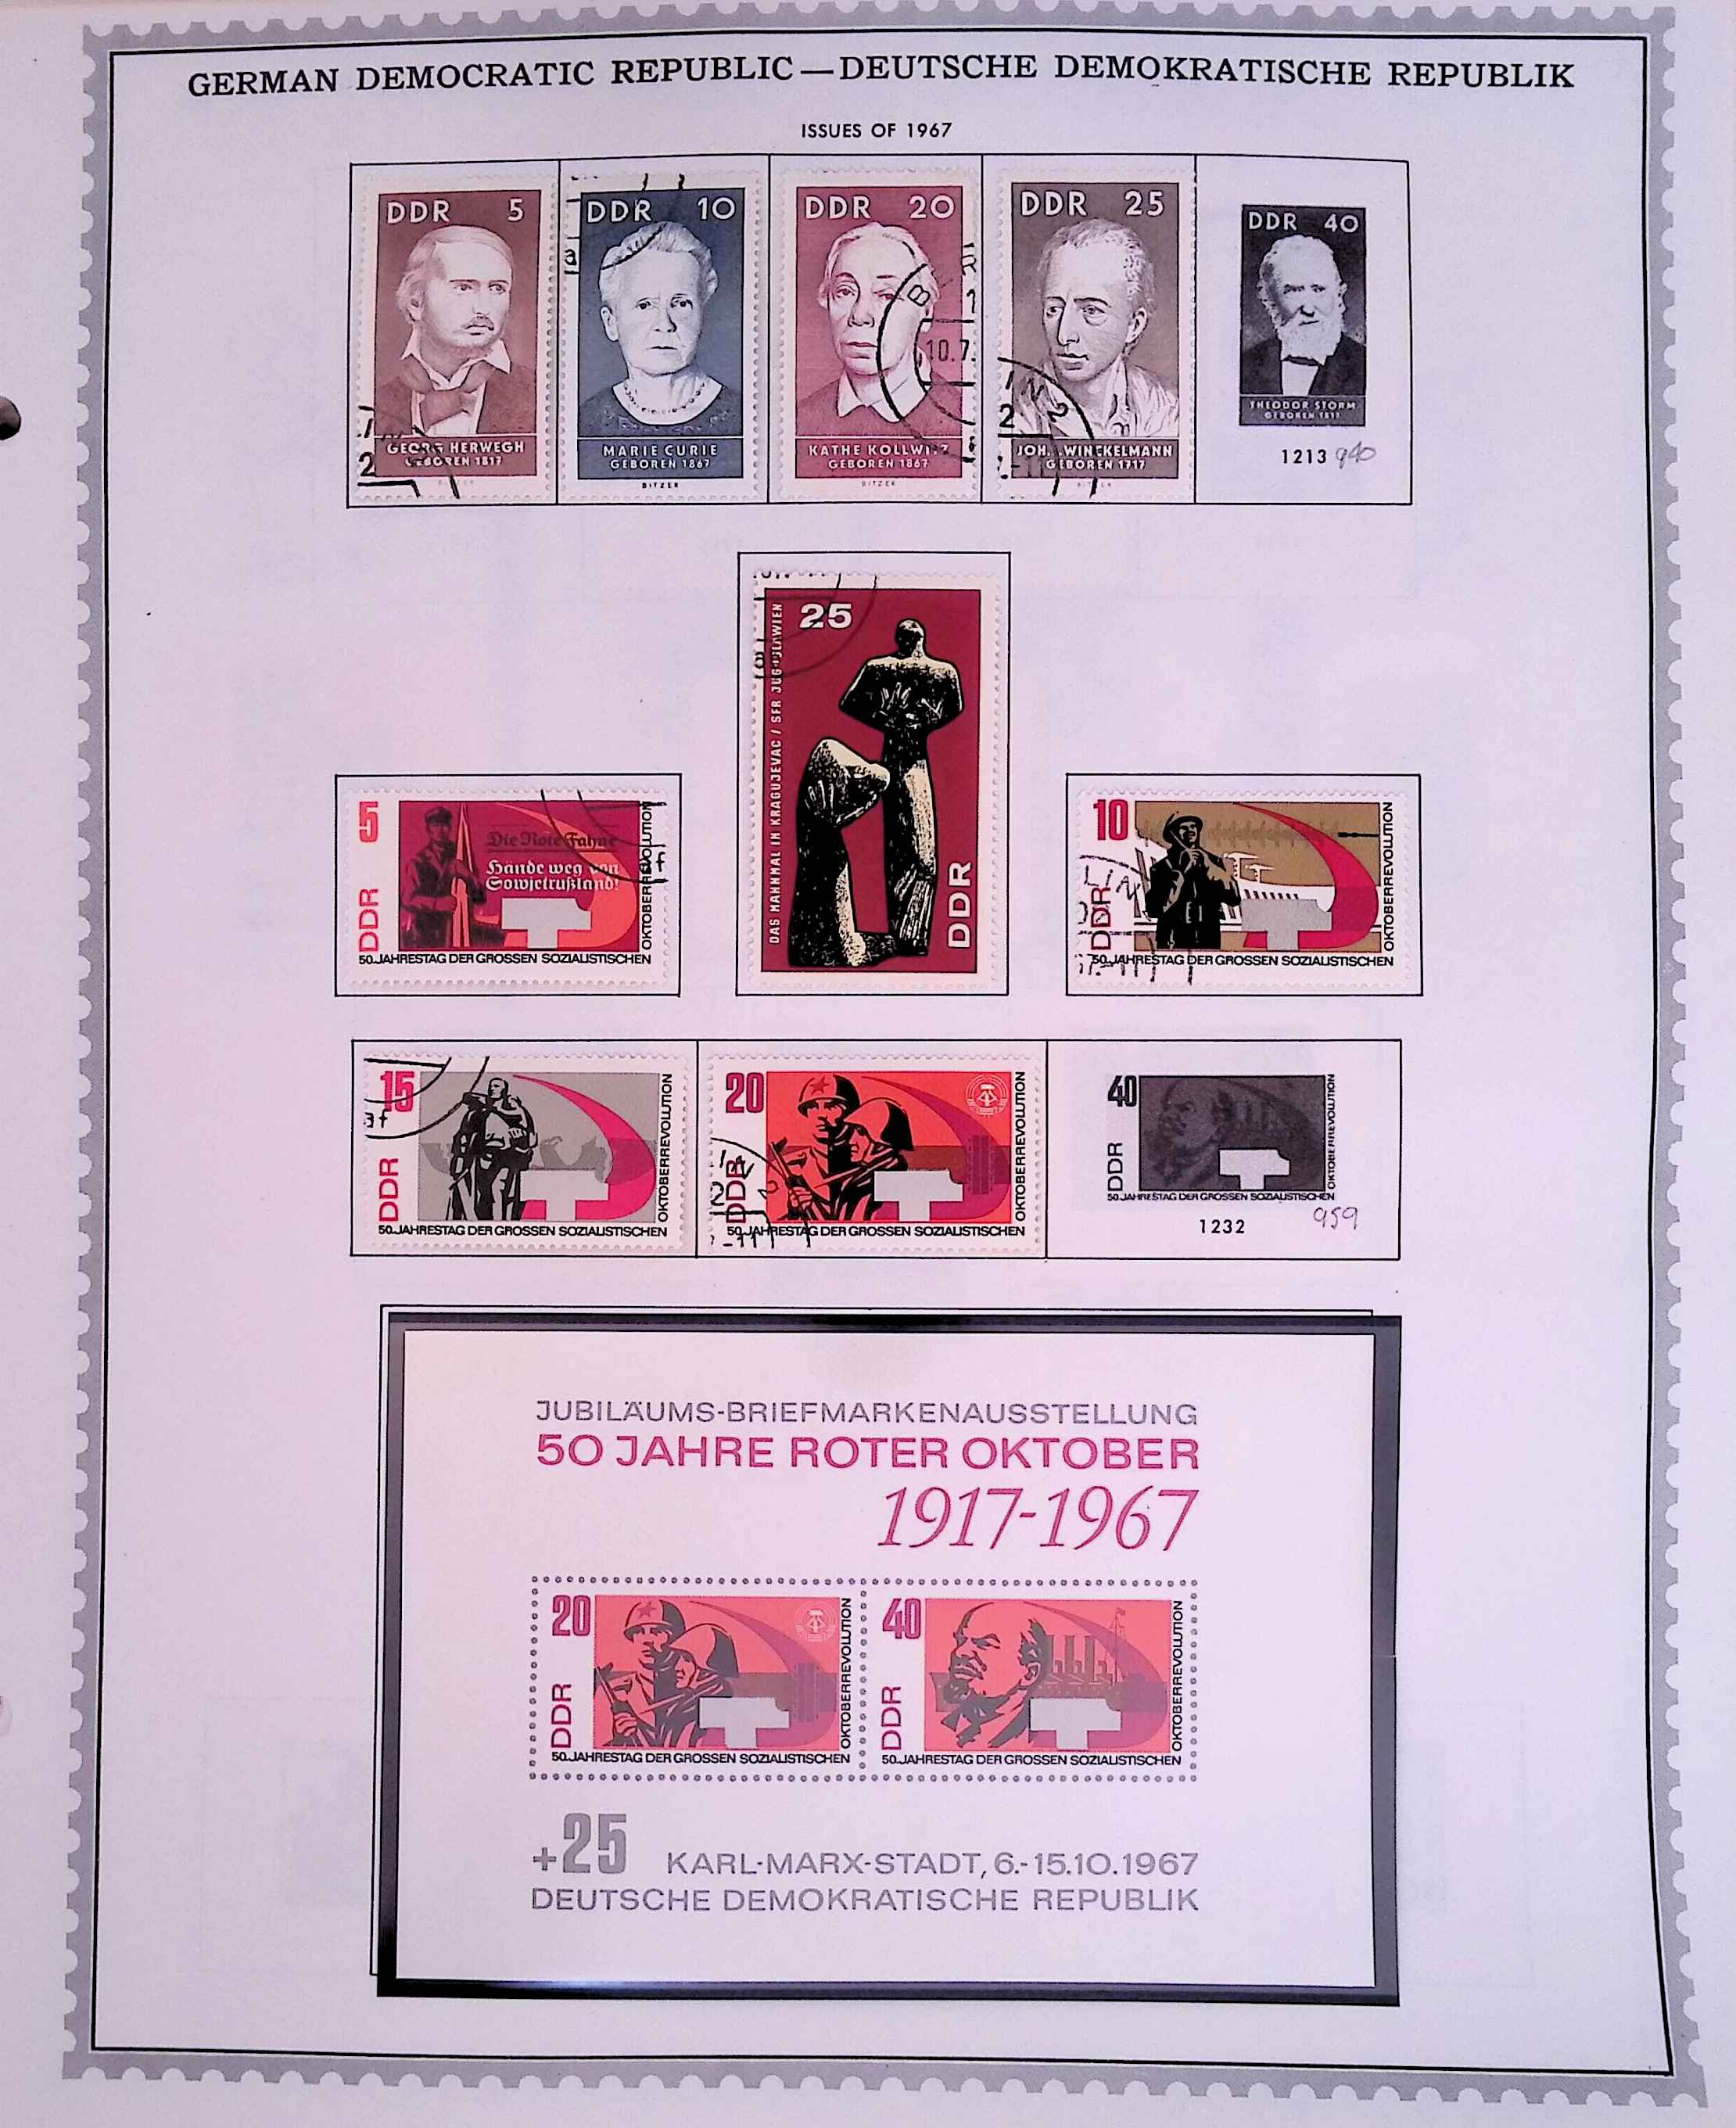 GERMAN DEMOCRATIC REPUBLIC—DEUTSCHE DEMOKRATISCHE REPUBLIK
ISSUES OF 1967
DDR 5
GEORG HERWEGH
GEBOREN 1817
BITZER
DDR 10
MARIE CURIE
GEBOREN 1867
BITZER
DDR 20
KATHE KOLLWITZ
GEBOREN 1867
BITZER
10.7.
DDR 25
JOH. WINCKELMANN
GEBOREN 1717
BITZER
DDR 40
THEODOR STORM
GEBOREN 1817
1213 940
25
DAS MAHNMAL IN KRAGUJEVAC / SFR JUGOSLAWIEN
DDR
5
DDR
Die Rote Fahne
Hände weg von
Sowjetrußland!
OKTOBERREVOLUTION
50.JAHRESTAG DER GROSSEN SOZIALISTISCHEN
10
DDR
OKTOBERREVOLUTION
50.JAHRESTAG DER GROSSEN SOZIALISTISCHEN
15
DDR
OKTOBERREVOLUTION
50.JAHRESTAG DER GROSSEN SOZIALISTISCHEN
20
DDR
OKTOBERREVOLUTION
50.JAHRESTAG DER GROSSEN SOZIALISTISCHEN
40
DDR
OKTOBERREVOLUTION
50.JAHRESTAG DER GROSSEN SOZIALISTISCHEN
1232 959
JUBILÄUMS-BRIEFMARKENAUSSTELLUNG
50 JAHRE ROTER OKTOBER
1917-1967
20
DDR
OKTOBERREVOLUTION
50.JAHRESTAG DER GROSSEN SOZIALISTISCHEN
40
DDR
OKTOBERREVOLUTION
50.JAHRESTAG DER GROSSEN SOZIALISTISCHEN
+25 KARL-MARX-STADT, 6.-15.10.1967
DEUTSCHE DEMOKRATISCHE REPUBLIK